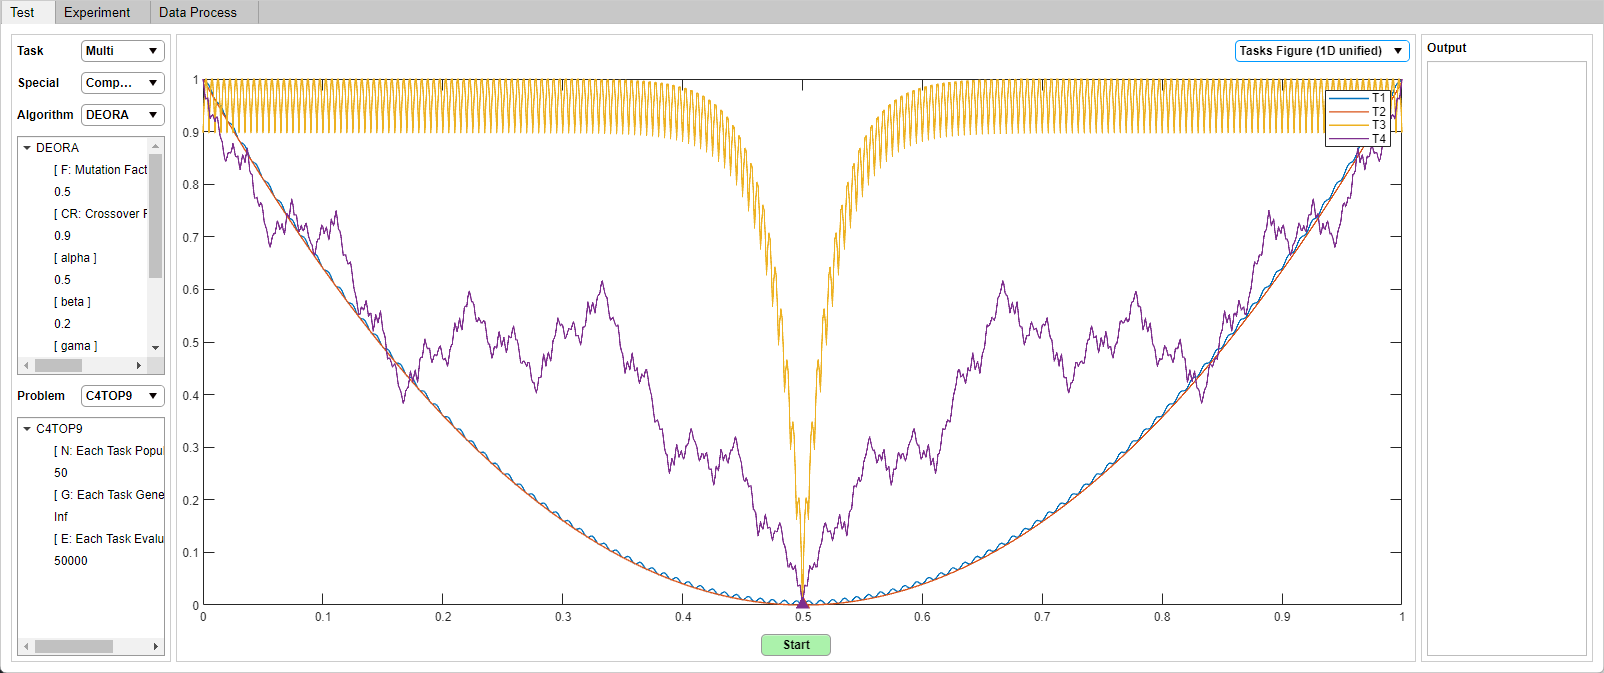 Test Experiment Data Process
Task Multi
Special Comp...
Algorithm DEORA
DEORA
[ F: Mutation Fact
0.5
[ CR: Crossover F
0.9
[ alpha ]
0.5
[ beta ]
0.2
[ gama ]
Problem C4TOP9
C4TOP9
[ N: Each Task Popul
50
[ G: Each Task Gene
Inf
[ E: Each Task Evalu
50000
Tasks Figure (1D unified)
1
0.9
0.8
0.7
0.6
0.5
0.4
0.3
0.2
0.1
0
0 0.1 0.2 0.3 0.4 0.5 0.6 0.7 0.8 0.9 1
T1
T2
T3
T4
Start
Output